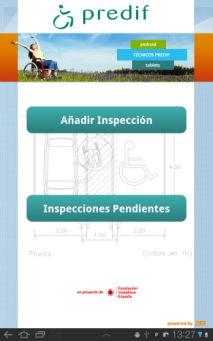 predif
android
TÉCNICOS PREDIF
tablets
Añadir Inspección
4.50
Inspecciones Pendientes
2.20
1.50
2.20
Planta
(cotas en m)
un proyecto de
Fundación
Vodafone
España
powered by
13:27